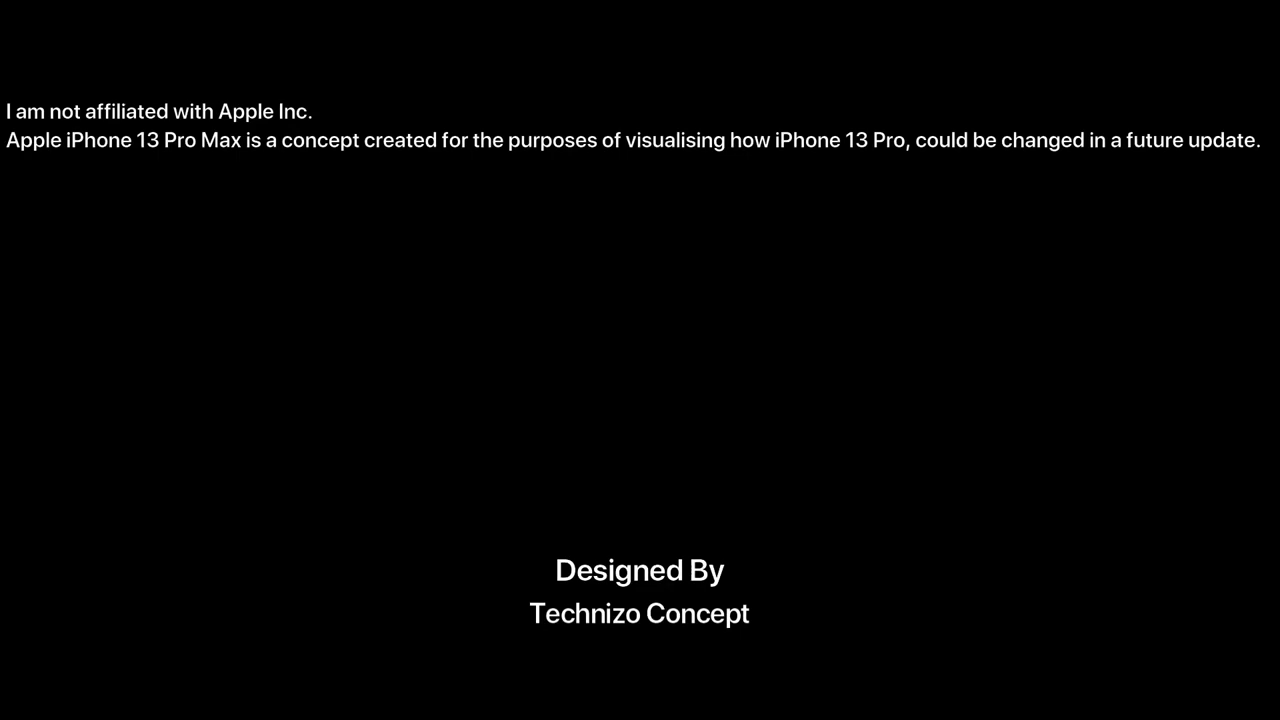 I am not affiliated with Apple Inc.
Apple iPhone 13 Pro Max is a concept created for the purposes of visualising how iPhone 13 Pro, could be changed in a future update.
Designed By
Technizo Concept